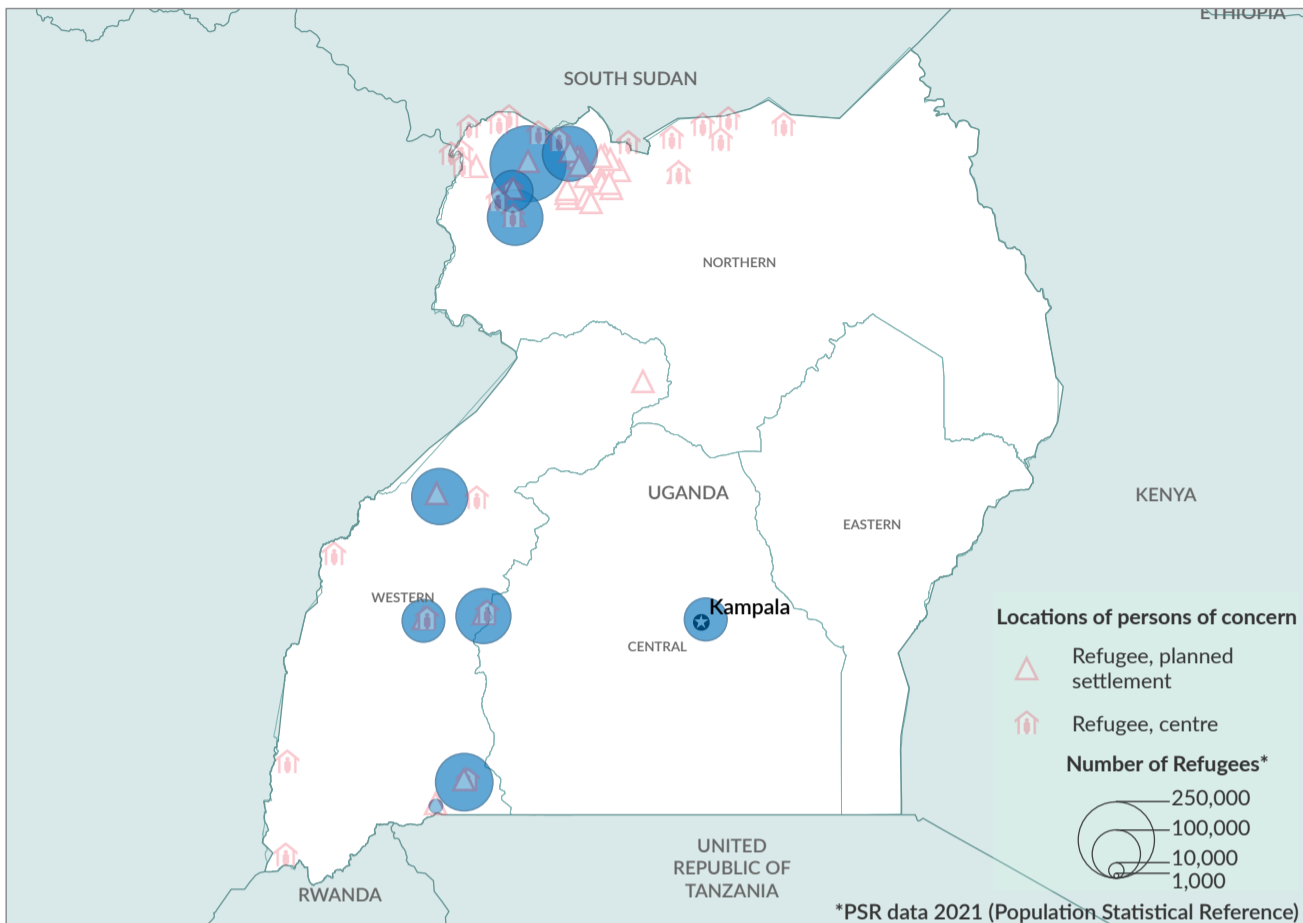 ETHIOPIA
SOUTH SUDAN
NORTHERN
UGANDA
KENYA
EASTERN
WESTERN
Kampala
CENTRAL
Locations of persons of concern
Refugee, planned
settlement
Refugee, centre
Number of Refugees*
250,000
100,000
10,000
1,000
UNITED
REPUBLIC OF
TANZANIA
RWANDA
*PSR data 2021 (Population Statistical Reference)